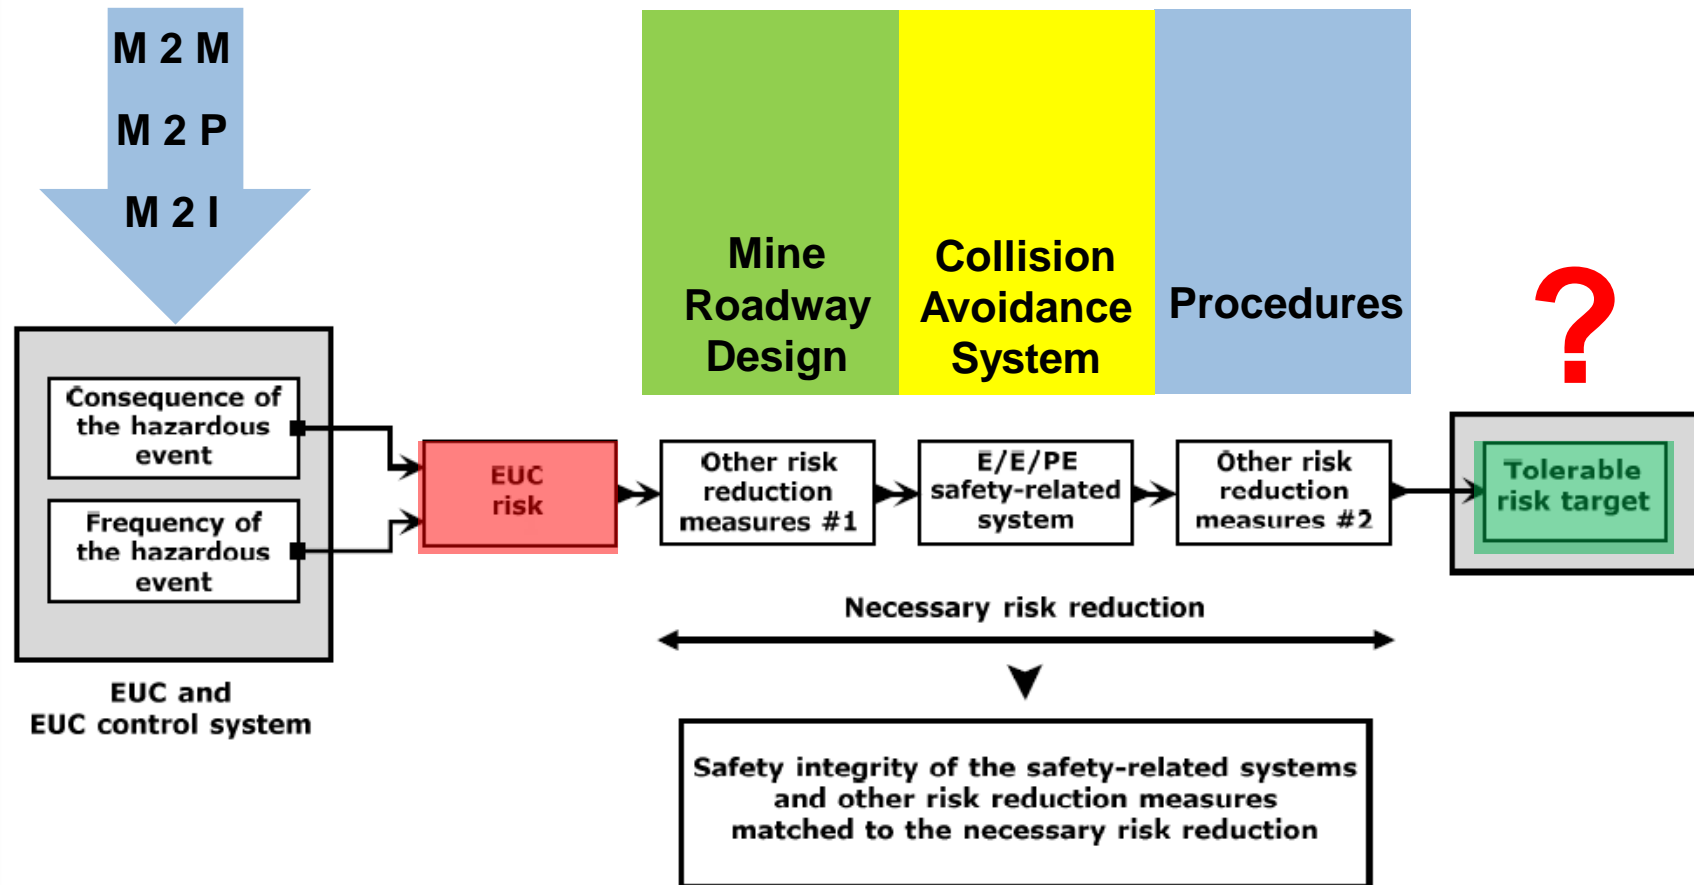 M 2 M
M 2 P
M 2 I
Mine
Roadway
Design
Collision
Avoidance
System
Procedures
?
Consequence of
the hazardous
event
Frequency of
the hazardous
event
EUC and
EUC control system
EUC
risk
Other risk
reduction
measures #1
E/E/PE
safety-related
system
Other risk
reduction
measures #2
Tolerable
risk target
Necessary risk reduction
Safety integrity of the safety-related systems
and other risk reduction measures
matched to the necessary risk reduction